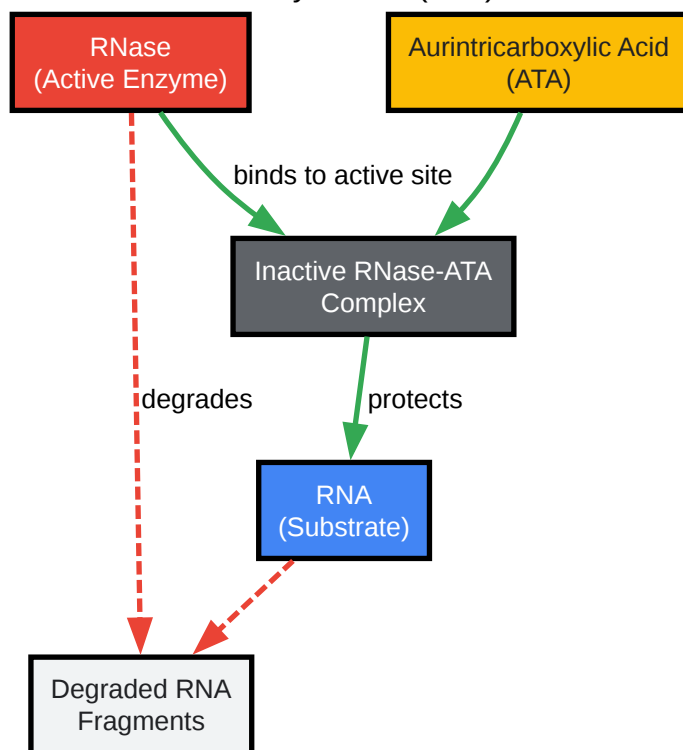 RNase
(Active Enzyme)
Aurintricarboxylic Acid
(ATA)
binds to active site
Inactive RNase-ATA
Complex
degrades
protects
RNA
(Substrate)
Degraded RNA
Fragments